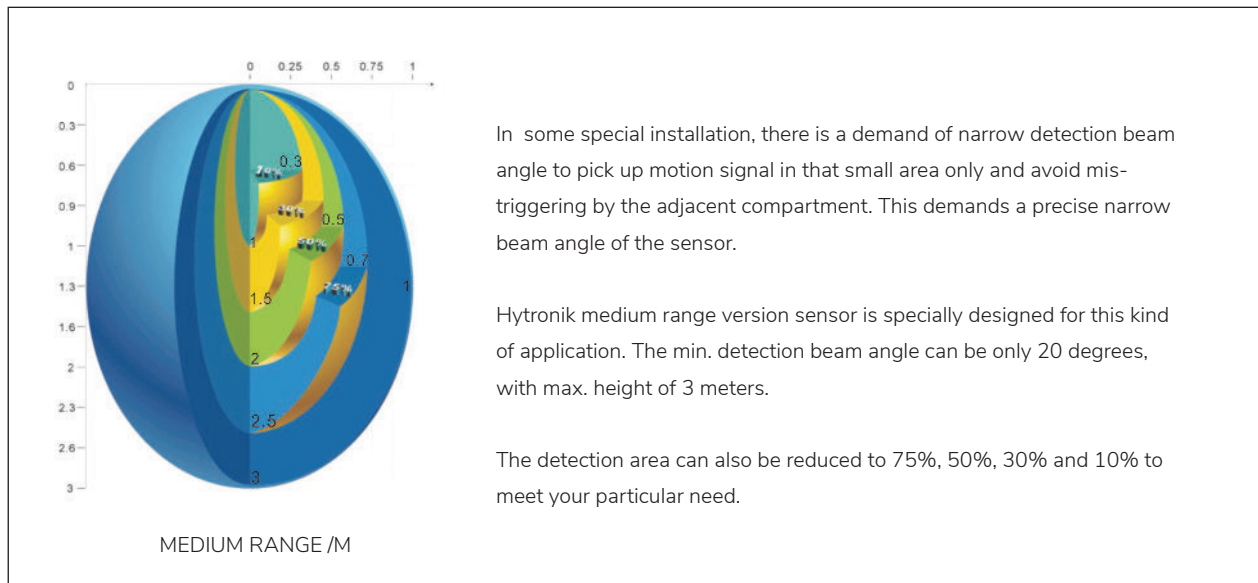 0 0.25 0.5 0.75 1
0
0.3
0.6
0.9
1
1.3
1.6
2
2.3
2.6
3
10%
0.3
30%
0.5
50%
0.7
75%
1
1
1.5
2
2.5
3
MEDIUM RANGE /M
In some special installation, there is a demand of narrow detection beam
angle to pick up motion signal in that small area only and avoid mis-
triggering by the adjacent compartment. This demands a precise narrow
beam angle of the sensor.
Hytronik medium range version sensor is specially designed for this kind
of application. The min. detection beam angle can be only 20 degrees,
with max. height of 3 meters.
The detection area can also be reduced to 75%, 50%, 30% and 10% to
meet your particular need.